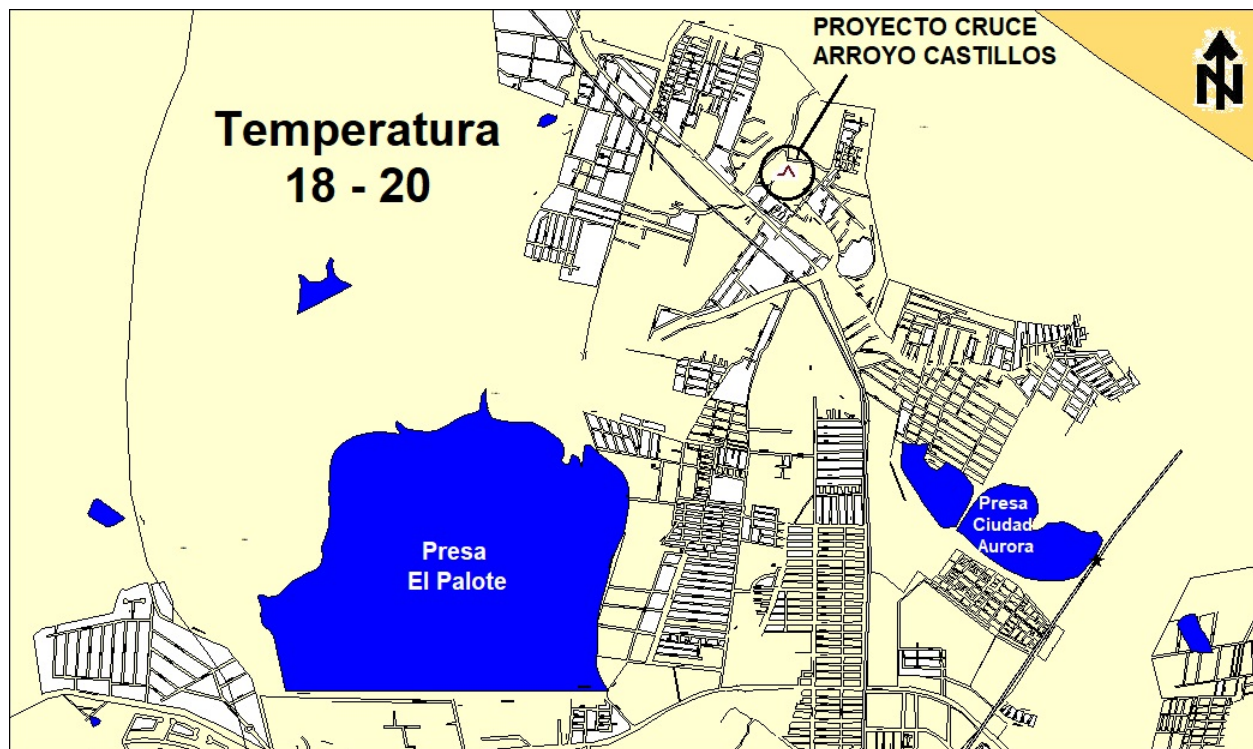 PROYECTO CRUCE
ARROYO CASTILLOS
N
Temperatura
18 - 20
Presa
Ciudad
Aurora
Presa
El Palote